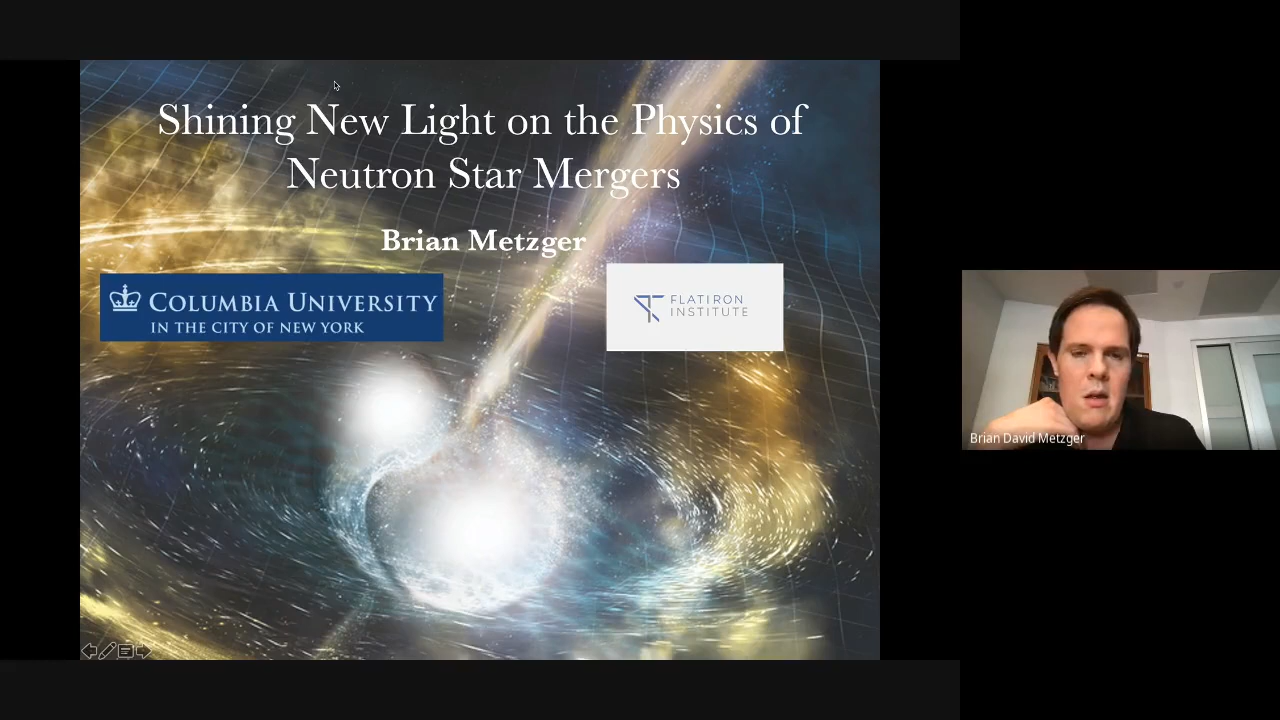 Shining New Light on the Physics of
Neutron Star Mergers
Brian Metzger
COLUMBIA UNIVERSITY
IN THE CITY OF NEW YORK
FLATIRON
INSTITUTE
Brian David Metzger